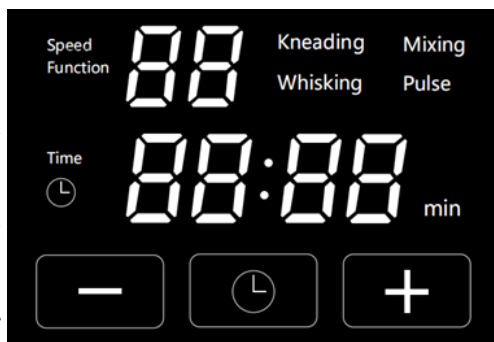 Speed
Function
88
Kneading
Mixing
Whisking
Pulse
Time
88:88
min